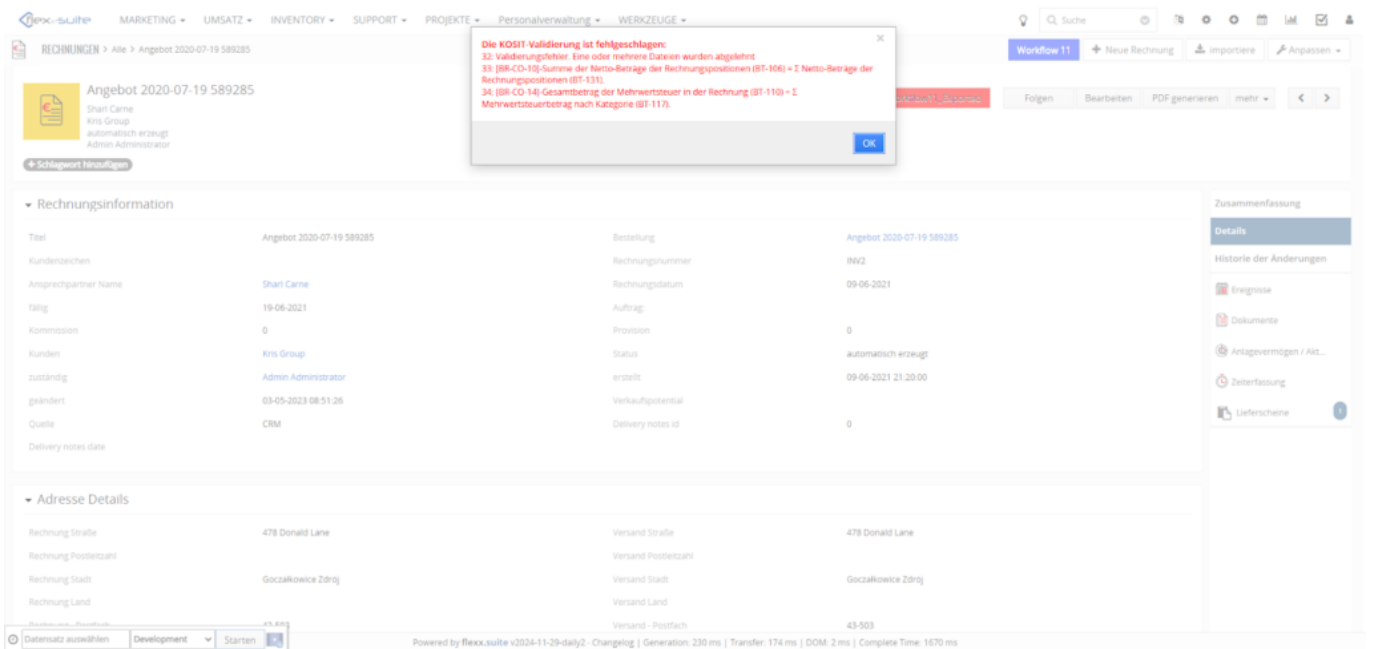 flexx.suite MARKETING UMSATZ INVENTORY SUPPORT PROJEKTE Personalverwaltung WERKZEUGE Suche
RECHNUNGEN > Alle > Angebot 2020-07-19 589285 Workflow 11 + Neue Rechnung importiere Anpassen
Die KOSIT-Validierung ist fehlgeschlagen: ×
32: Validierungsfehler. Eine oder mehrere Dateien wurden abgelehnt
33: [BR-CO-10]-Summe der Netto-Beträge der Rechnungspositionen (BT-106) = Σ Netto-Beträge der
Rechnungspositionen (BT-131).
34: [BR-CO-14]-Gesamtbetrag der Mehrwertsteuer in der Rechnung (BT-110) = Σ
Mehrwertsteuerbetrag nach Kategorie (BT-117).
OK
Angebot 2020-07-19 589285
Sharl Carne
Kris Group
automatisch erzeugt
Admin Administrator
+ Schlagwort hinzufügen
Folgen Bearbeiten PDF generieren mehr
Rechnungsinformation
Titel Angebot 2020-07-19 589285 Bestellung Angebot 2020-07-19 589285
Kundenzeichen Rechnungsnummer INV2
Ansprechpartner Name Sharl Carne Rechnungsdatum 09-06-2021
fällig 19-06-2021 Auftrag:
Kommission 0 Provision 0
Kunden Kris Group Status automatisch erzeugt
zuständig Admin Administrator erstellt 09-06-2021 21:20:00
geändert 03-05-2023 08:51:26 Verkaufspotential
Quelle CRM Delivery notes id 0
Delivery notes date
Zusammenfassung
Details
Historie der Änderungen
Ereignisse
Dokumente
Anlagevermögen / Akt...
Zeiterfassung
Lieferscheine 1
Adresse Details
Rechnung Straße 478 Donald Lane Versand Straße 478 Donald Lane
Rechnung Postleitzahl Versand Postleitzahl
Rechnung Stadt Goczałkowice Zdrój Versand Stadt Goczałkowice Zdrój
Rechnung Land Versand Land
Rechnung - Postfach 43-503 Versand - Postfach 43-503
Datensatz auswählen Development Starten
Powered by flexx.suite v2024-11-29-daily2 - Changelog | Generation: 230 ms | Transfer: 174 ms | DOM: 2 ms | Complete Time: 1670 ms